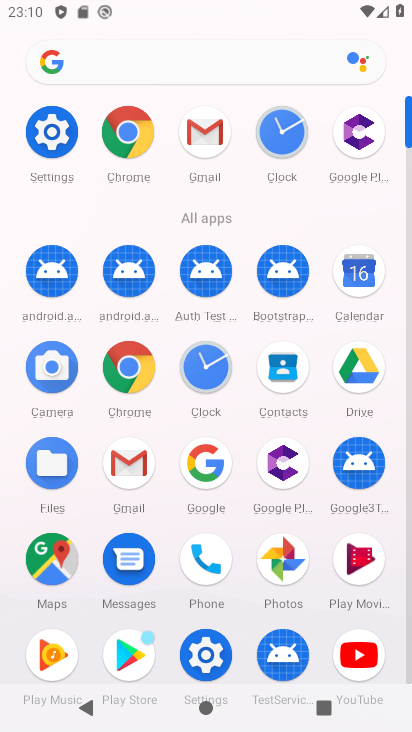 23:10
Settings Chrome Gmail Clock Google Pl...
All apps
android.a... android.a... Auth Test ... Bootstrap... Calendar
16
Camera Chrome Clock Contacts Drive
Files Gmail Google Google Pl... Google3T...
Maps Messages Phone Photos Play Movi...
Play Music Play Store Settings TestServic... YouTube